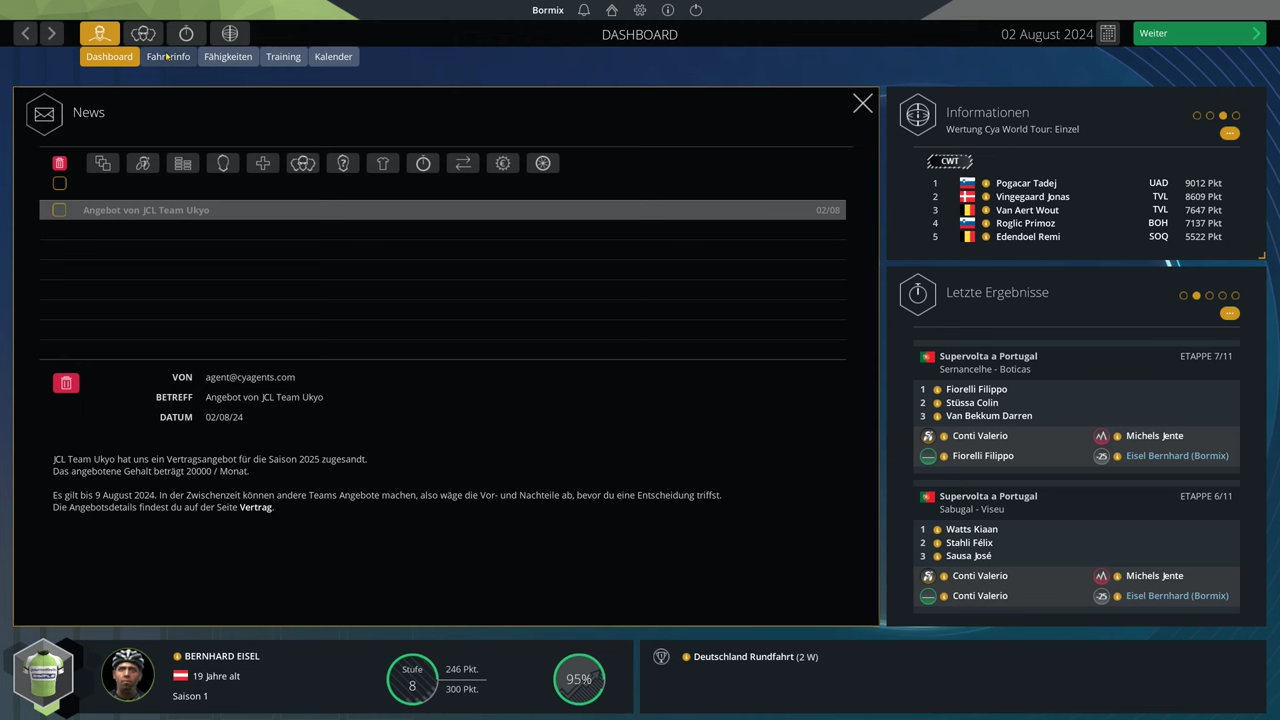 Bormix
DASHBOARD
02 August 2024
Weiter
Dashboard
Fahrerinfo
Fähigkeiten
Training
Kalender
News
Angebot von JCL Team Ukyo 02/08
VON agent@cyagents.com
BETREFF Angebot von JCL Team Ukyo
DATUM 02/08/24
JCL Team Ukyo hat uns ein Vertragsangebot für die Saison 2025 zugesandt.
Das angebotene Gehalt beträgt 20000 / Monat.
Es gilt bis 9 August 2024. In der Zwischenzeit können andere Teams Angebote machen, also wäge die Vor- und Nachteile ab, bevor du eine Entscheidung triffst.
Die Angebotsdetails findest du auf der Seite Vertrag.
Informationen
Wertung Cya World Tour: Einzel
CWT
1 Pogacar Tadej UAD 9012 Pkt
2 Vingegaard Jonas TVL 8609 Pkt
3 Van Aert Wout TVL 7647 Pkt
4 Roglic Primoz BOH 7137 Pkt
5 Edendoel Remi SOQ 5522 Pkt
Letzte Ergebnisse
Supervolta a Portugal ETAPPE 7/11
Sernancelhe - Boticas
1 Fiorelli Filippo
2 Stüssa Colin
3 Van Bekkum Darren
Conti Valerio Michels Jente
Fiorelli Filippo -25 Eisel Bernhard (Bormix)
Supervolta a Portugal ETAPPE 6/11
Sabugal - Viseu
1 Watts Kiaan
2 Stahli Félix
3 Sausa José
Conti Valerio Michels Jente
Conti Valerio -25 Eisel Bernhard (Bormix)
BERNHARD EISEL
19 Jahre alt
Saison 1
Stufe
8
246 Pkt.
300 Pkt.
95%
Deutschland Rundfahrt (2 W)